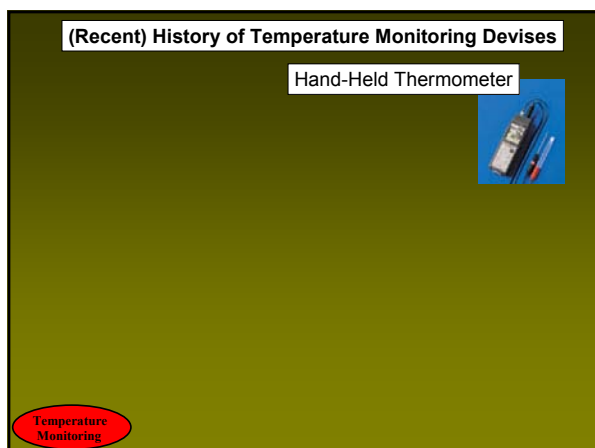 (Recent) History of Temperature Monitoring Devises
Hand-Held Thermometer
Temperature
Monitoring